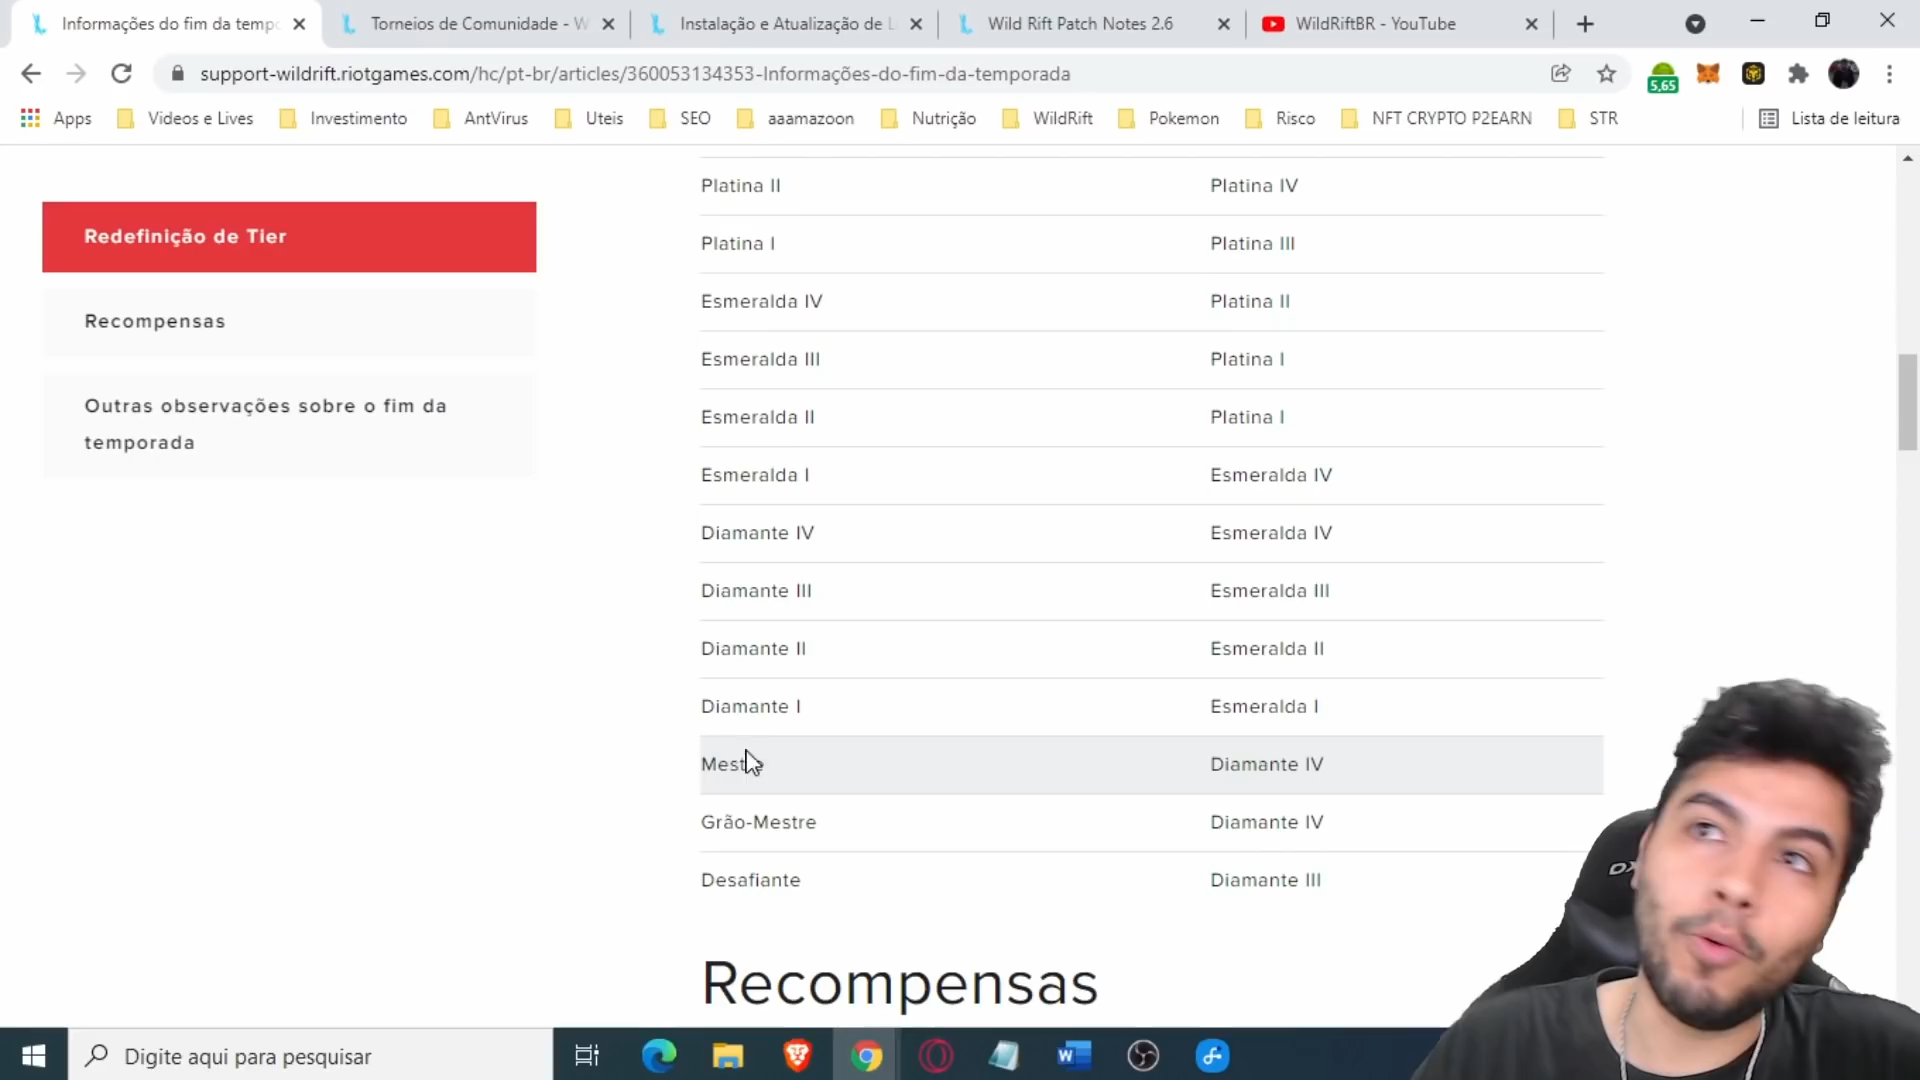 Informações do fim da tempo
Torneios de Comunidade - W
Instalação e Atualização de L
Wild Rift Patch Notes 2.6
WildRiftBR - YouTube
support-wildrift.riotgames.com/hc/pt-br/articles/360053134353-Informações-do-fim-da-temporada
5,65
Apps
Videos e Lives
Investimento
AntVirus
Uteis
SEO
aaamazoon
Nutrição
WildRift
Pokemon
Risco
NFT CRYPTO P2EARN
STR
Lista de leitura
Redefinição de Tier
Recompensas
Outras observações sobre o fim da
temporada
Platina II Platina IV
Platina I Platina III
Esmeralda IV Platina II
Esmeralda III Platina I
Esmeralda II Platina I
Esmeralda I Esmeralda IV
Diamante IV Esmeralda IV
Diamante III Esmeralda III
Diamante II Esmeralda II
Diamante I Esmeralda I
Mestre Diamante IV
Grão-Mestre Diamante IV
Desafiante Diamante III
Recompensas
DX
Digite aqui para pesquisar